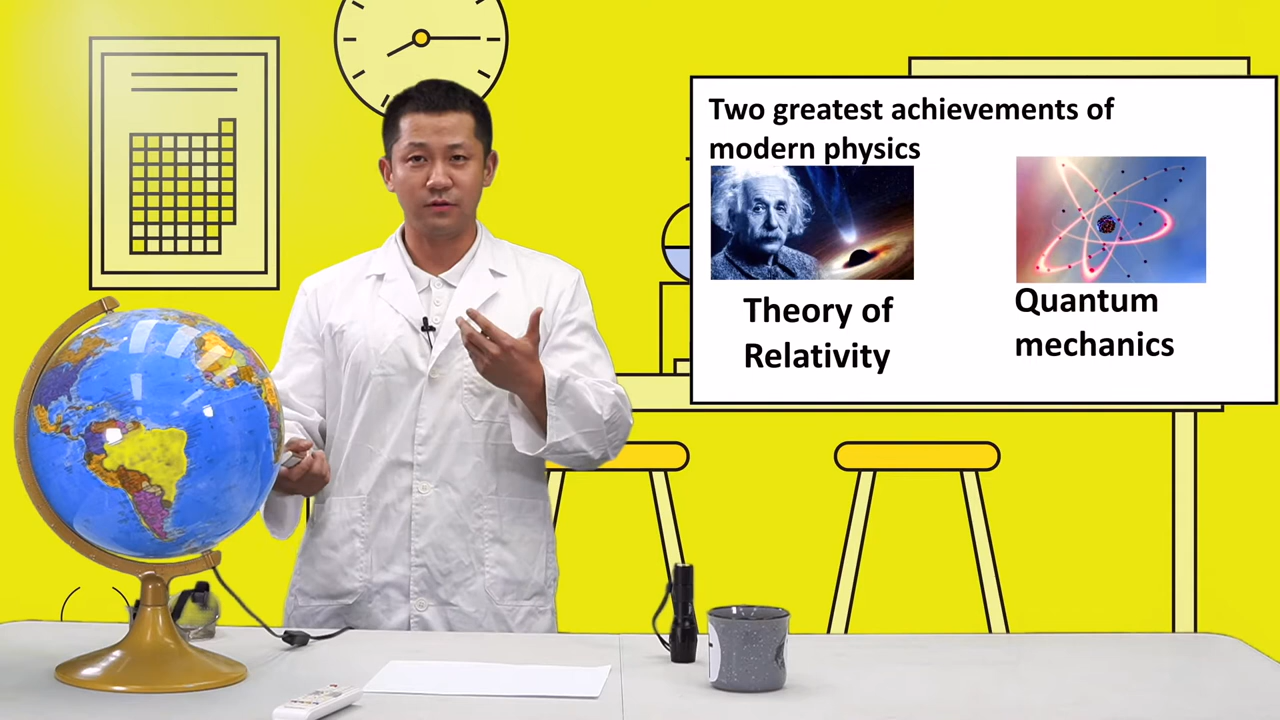 Two greatest achievements of
modern physics
Theory of
Relativity
Quantum
mechanics